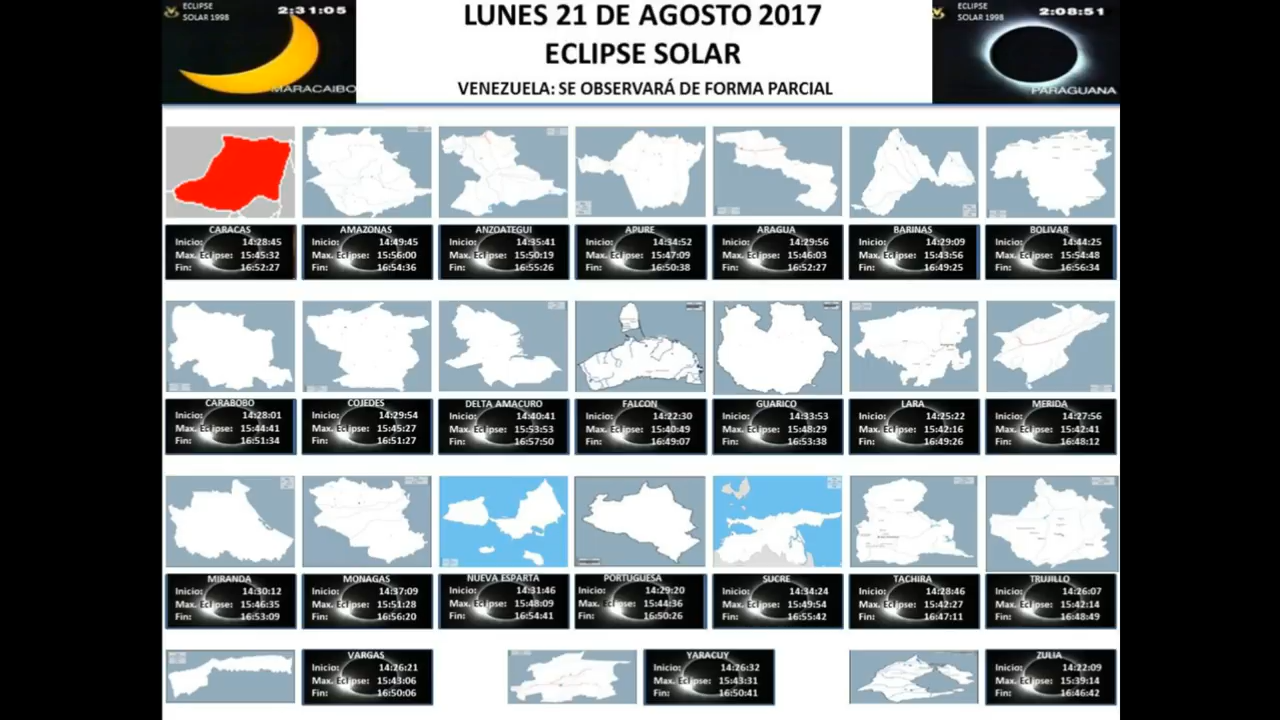 ECLIPSE
SOLAR 1998
2:31:05
MARACAIBO
LUNES 21 DE AGOSTO 2017
ECLIPSE SOLAR
VENEZUELA: SE OBSERVARÁ DE FORMA PARCIAL
ECLIPSE
SOLAR 1998
2:08:51
PARAGUANA
CARACAS
Inicio: 14:28:45
Max. Eclipse: 15:45:32
Fin: 16:52:27
AMAZONAS
Inicio: 14:49:45
Max. Eclipse: 15:56:00
Fin: 16:54:36
ANZOATEGUI
Inicio: 14:35:41
Max. Eclipse: 15:50:19
Fin: 16:55:26
APURE
Inicio: 14:34:52
Max. Eclipse: 15:47:09
Fin: 16:50:38
ARAGUA
Inicio: 14:29:56
Max. Eclipse: 15:46:03
Fin: 16:52:27
BARINAS
Inicio: 14:29:09
Max. Eclipse: 15:43:56
Fin: 16:49:25
BOLIVAR
Inicio: 14:44:25
Max. Eclipse: 15:54:48
Fin: 16:56:34
CARABOBO
Inicio: 14:28:01
Max. Eclipse: 15:44:41
Fin: 16:51:34
COJEDES
Inicio: 14:29:54
Max. Eclipse: 15:45:27
Fin: 16:51:27
DELTA AMACURO
Inicio: 14:40:41
Max. Eclipse: 15:53:53
Fin: 16:57:50
FALCON
Inicio: 14:22:30
Max. Eclipse: 15:40:49
Fin: 16:49:07
GUARICO
Inicio: 14:33:53
Max. Eclipse: 15:48:29
Fin: 16:53:38
LARA
Inicio: 14:25:22
Max. Eclipse: 15:42:16
Fin: 16:49:26
MERIDA
Inicio: 14:27:56
Max. Eclipse: 15:42:41
Fin: 16:48:12
MIRANDA
Inicio: 14:30:12
Max. Eclipse: 15:46:35
Fin: 16:53:09
MONAGAS
Inicio: 14:37:09
Max. Eclipse: 15:51:28
Fin: 16:56:20
NUEVA ESPARTA
Inicio: 14:31:46
Max. Eclipse: 15:48:09
Fin: 16:54:41
PORTUGUESA
Inicio: 14:29:20
Max. Eclipse: 15:44:36
Fin: 16:50:26
SUCRE
Inicio: 14:34:24
Max. Eclipse: 15:49:54
Fin: 16:55:42
TACHIRA
Inicio: 14:28:46
Max. Eclipse: 15:42:27
Fin: 16:47:11
TRUJILLO
Inicio: 14:26:07
Max. Eclipse: 15:42:14
Fin: 16:48:49
VARGAS
Inicio: 14:26:21
Max. Eclipse: 15:43:06
Fin: 16:50:06
YARACUY
Inicio: 14:26:32
Max. Eclipse: 15:43:31
Fin: 16:50:41
ZULIA
Inicio: 14:22:09
Max. Eclipse: 15:39:14
Fin: 16:46:42